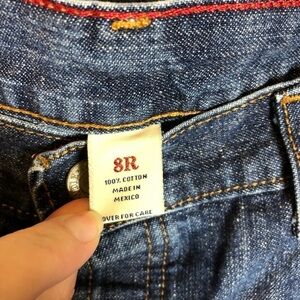 8R
100% COTTON
MADE IN
MEXICO
OVER FOR CARE